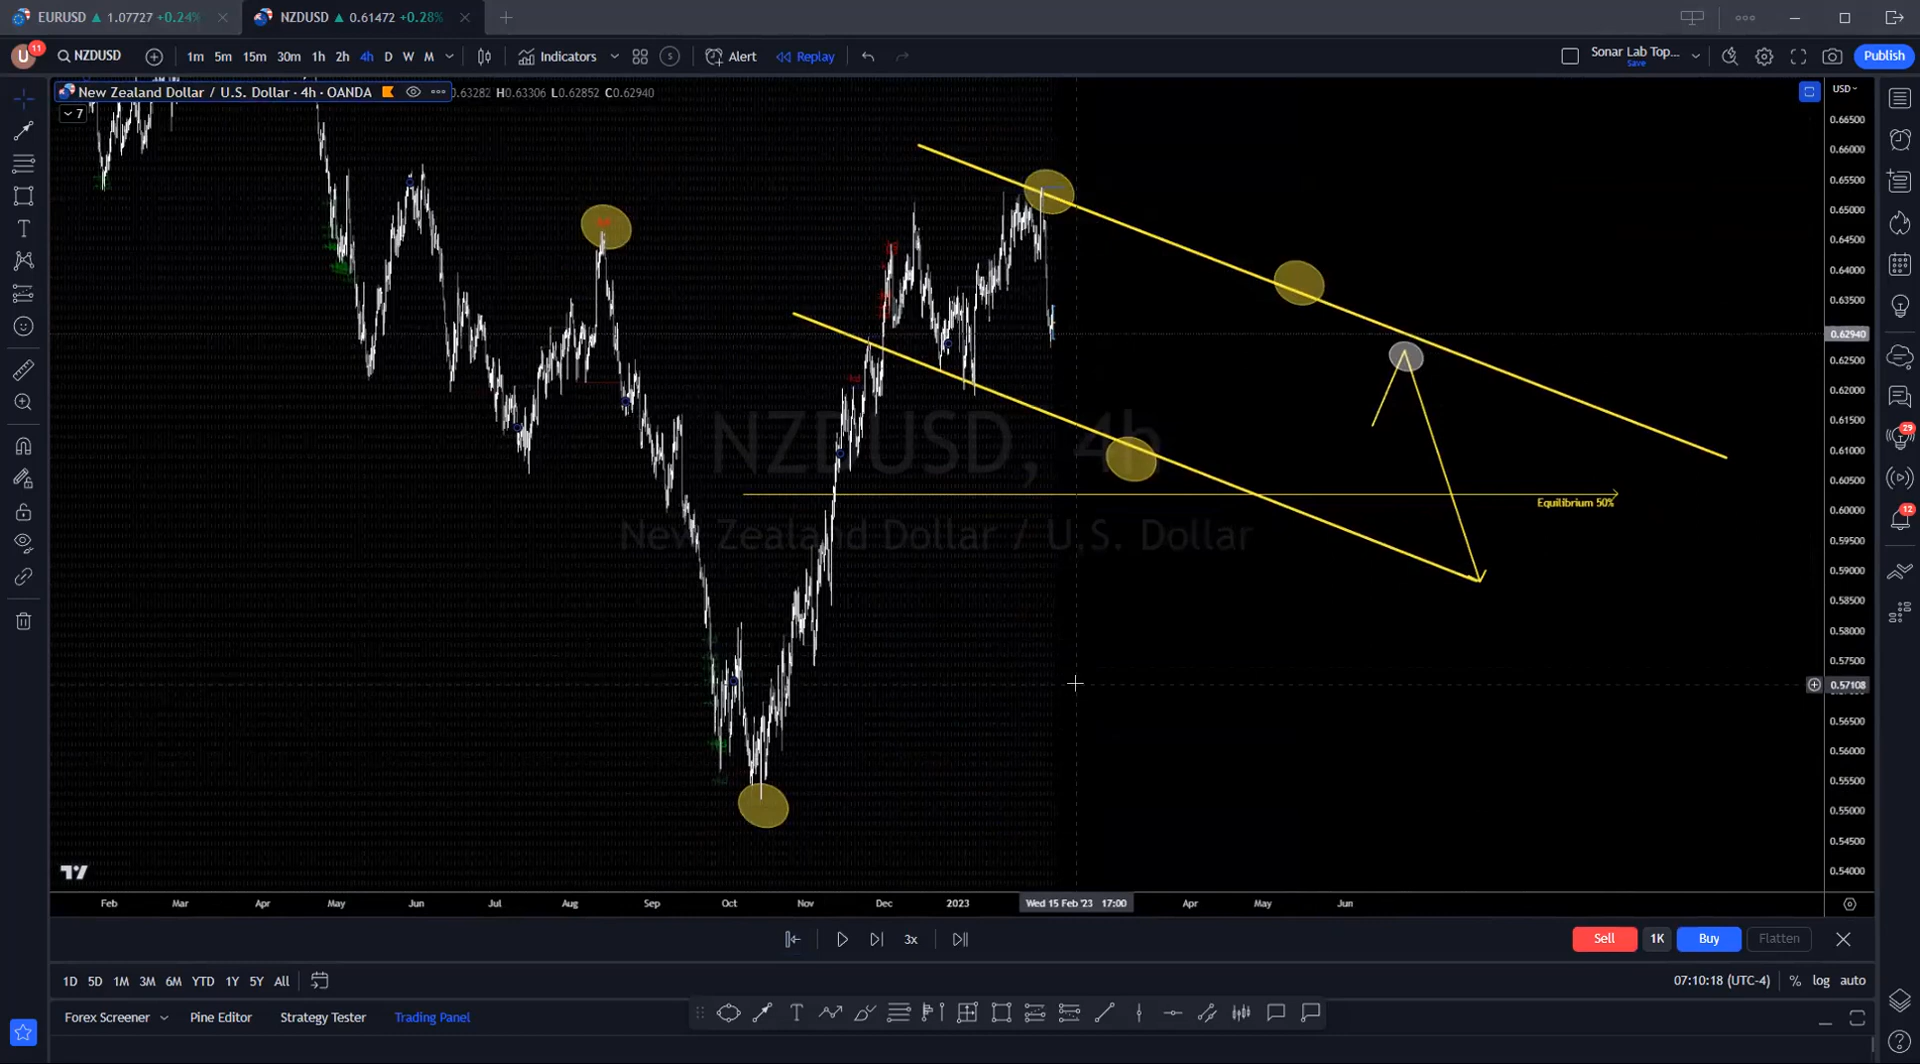 EURUSD ▲ 1.07727 +0.24%
NZDUSD ▲ 0.61472 +0.28%
U 11
NZDUSD
1m 5m 15m 30m 1h 2h 4h D W M
Indicators
Alert
Replay
Sonar Lab Top...
Save
Publish
New Zealand Dollar / U.S. Dollar · 4h · OANDA
0.63282 H0.63306 L0.62852 C0.62940
7
USD
0.66500
0.66000
0.65500
0.65000
0.64500
0.64000
0.63500
0.62940
0.62500
0.62000
0.61500
0.61000
0.60500
0.60000
0.59500
0.59000
0.58500
0.58000
0.57500
0.57108
0.56500
0.56000
0.55500
0.55000
0.54500
0.54000
NZDUSD, 4h
New Zealand Dollar / U.S. Dollar
Equilibrium 50%
29
12
Feb Mar Apr May Jun Jul Aug Sep Oct Nov Dec 2023 Wed 15 Feb '23 17:00 Apr May Jun
3x
Sell 1K Buy Flatten
1D 5D 1M 3M 6M YTD 1Y 5Y All
07:10:18 (UTC-4) % log auto
Forex Screener Pine Editor Strategy Tester Trading Panel